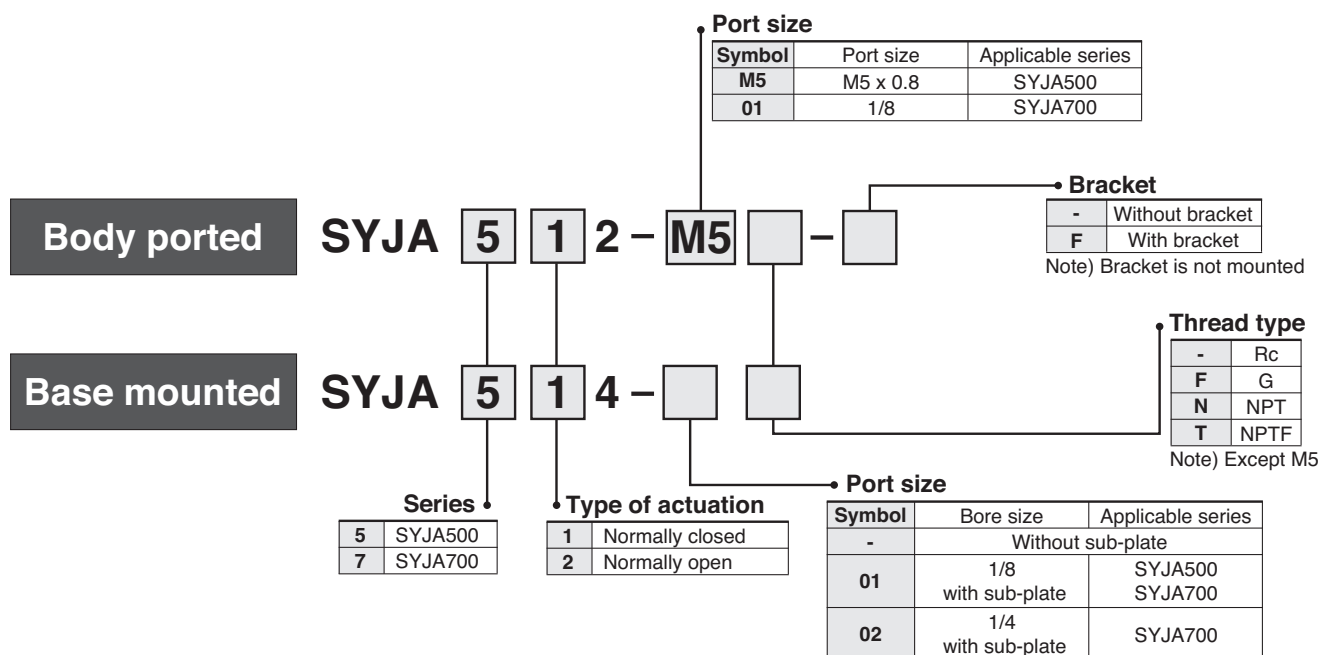 Port size
Symbol Port size Applicable series
M5 M5 x 0.8 SYJA500
01 1/8 SYJA700
Body ported SYJA 5 1 2 – M5 –
Bracket
- Without bracket
F With bracket
Note) Bracket is not mounted
Base mounted SYJA 5 1 4 –
Thread type
- Rc
F G
N NPT
T NPTF
Note) Except M5
Series
5 SYJA500
7 SYJA700
Type of actuation
1 Normally closed
2 Normally open
Port size
Symbol Bore size Applicable series
- Without sub-plate
01 1/8 with sub-plate SYJA500 SYJA700
02 1/4 with sub-plate SYJA700